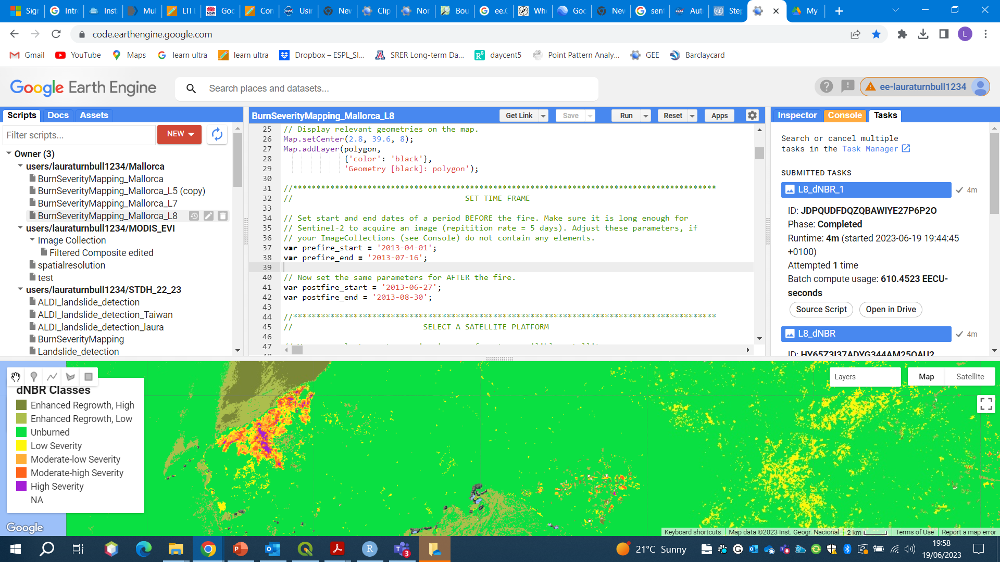 Sign
Intro
Inst
Mul
LTI
Goc
Con
Usin
Nev
Clip
Nor
Bou
ee.C
Whe
Goc
Nev
sent
Aut
Step
My
code.earthengine.google.com
L
Gmail
YouTube
Maps
learn ultra
learn ultra
Dropbox – ESPL_SI...
SRER Long-term Da...
daycent5
Point Pattern Analy...
GEE
Barclaycard
Google Earth Engine
Search places and datasets...
ee-lauraturnbull1234
Scripts Docs Assets
Filter scripts...
NEW
Owner (3)
users/lauraturnbull1234/Mallorca
BurnSeverityMapping_Mallorca
BurnSeverityMapping_Mallorca_L5 (copy)
BurnSeverityMapping_Mallorca_L7
BurnSeverityMapping_Mallorca_L8
users/lauraturnbull1234/MODIS_EVI
Image Collection
Filtered Composite edited
spatialresolution
test
users/lauraturnbull1234/STDH_22_23
ALDI_landslide_detection
ALDI_landslide_detection_Taiwan
ALDI_landslide_detection_laura
BurnSeverityMapping
Landslide_detection
BurnSeverityMapping_Mallorca_L8
Get Link
Save
Run
Reset
Apps
25 // Display relevant geometries on the map.
26 Map.setCenter(2.8, 39.6, 8);
27 Map.addLayer(polygon,
28 {'color': 'black'},
29 'Geometry [black]: polygon');
30
31 //*******************************************************************************************
32 // SET TIME FRAME
33
34 // Set start and end dates of a period BEFORE the fire. Make sure it is long enough for
35 // Sentinel-2 to acquire an image (repitition rate = 5 days). Adjust these parameters, if
36 // your ImageCollections (see Console) do not contain any elements.
37 var prefire_start = '2013-04-01';
38 var prefire_end = '2013-07-16';
39
40 // Now set the same parameters for AFTER the fire.
41 var postfire_start = '2013-06-27';
42 var postfire_end = '2013-08-30';
43
44 //*******************************************************************************************
45 // SELECT A SATELLITE PLATFORM
46
47
Inspector Console Tasks
Search or cancel multiple
tasks in the Task Manager
SUBMITTED TASKS
L8_dNBR_1
4m
ID: JDPQUDFDQZQBAWIYE27P6P2O
Phase: Completed
Runtime: 4m (started 2023-06-19 19:44:45
+0100)
Attempted 1 time
Batch compute usage: 610.4523 EECU-
seconds
Source Script
Open in Drive
L8_dNBR
4m
dNBR Classes
Enhanced Regrowth, High
Enhanced Regrowth, Low
Unburned
Low Severity
Moderate-low Severity
Moderate-high Severity
High Severity
NA
Google
Layers
Map
Satellite
Keyboard shortcuts
Map data ©2023 Inst. Geogr. Nacional
2 km
Terms of Use
Report a map error
21°C Sunny
19:58
19/06/2023